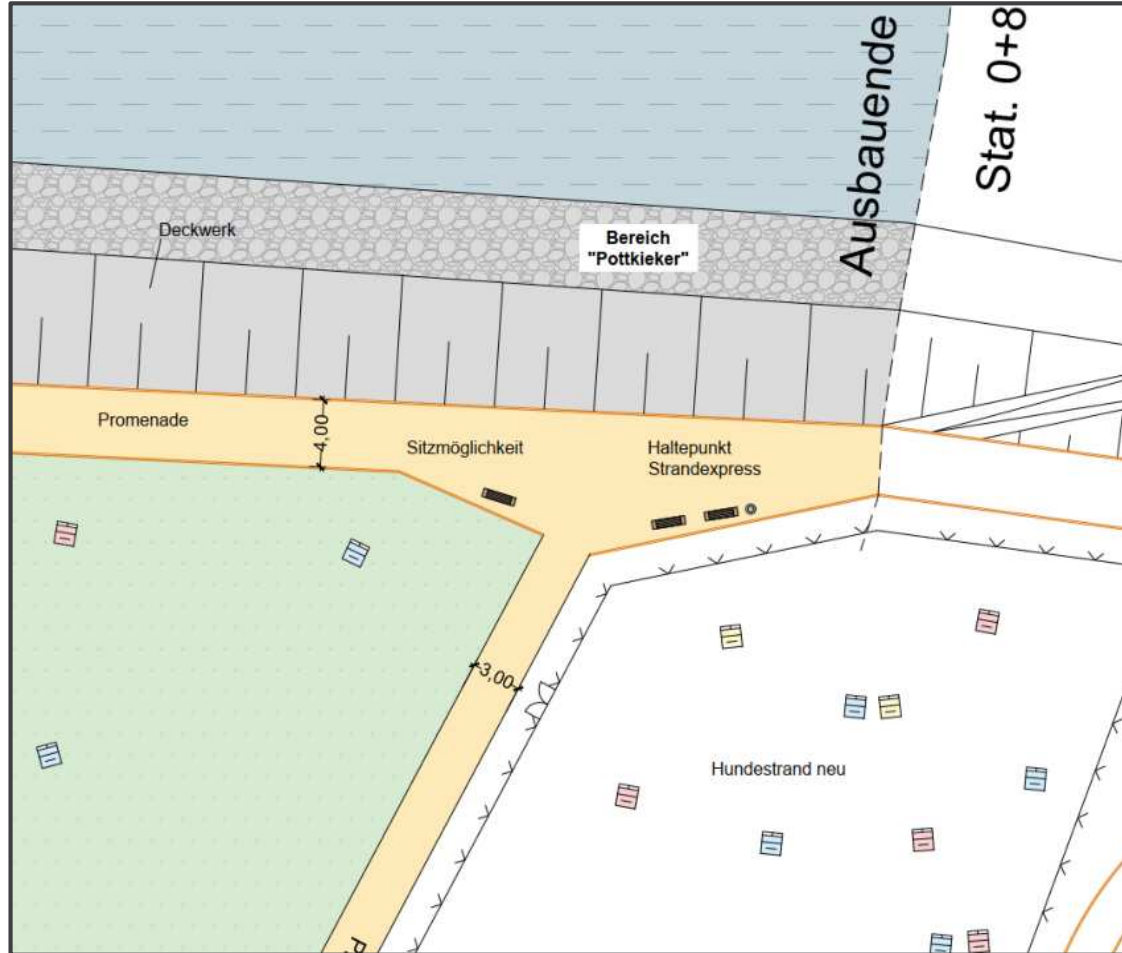 Ausbauende
Stat. 0+8
Deckwerk
Bereich
"Pottkieker"
Promenade
4,00
Sitzmöglichkeit
Haltepunkt
Strandexpress
3,00
Hundestrand neu